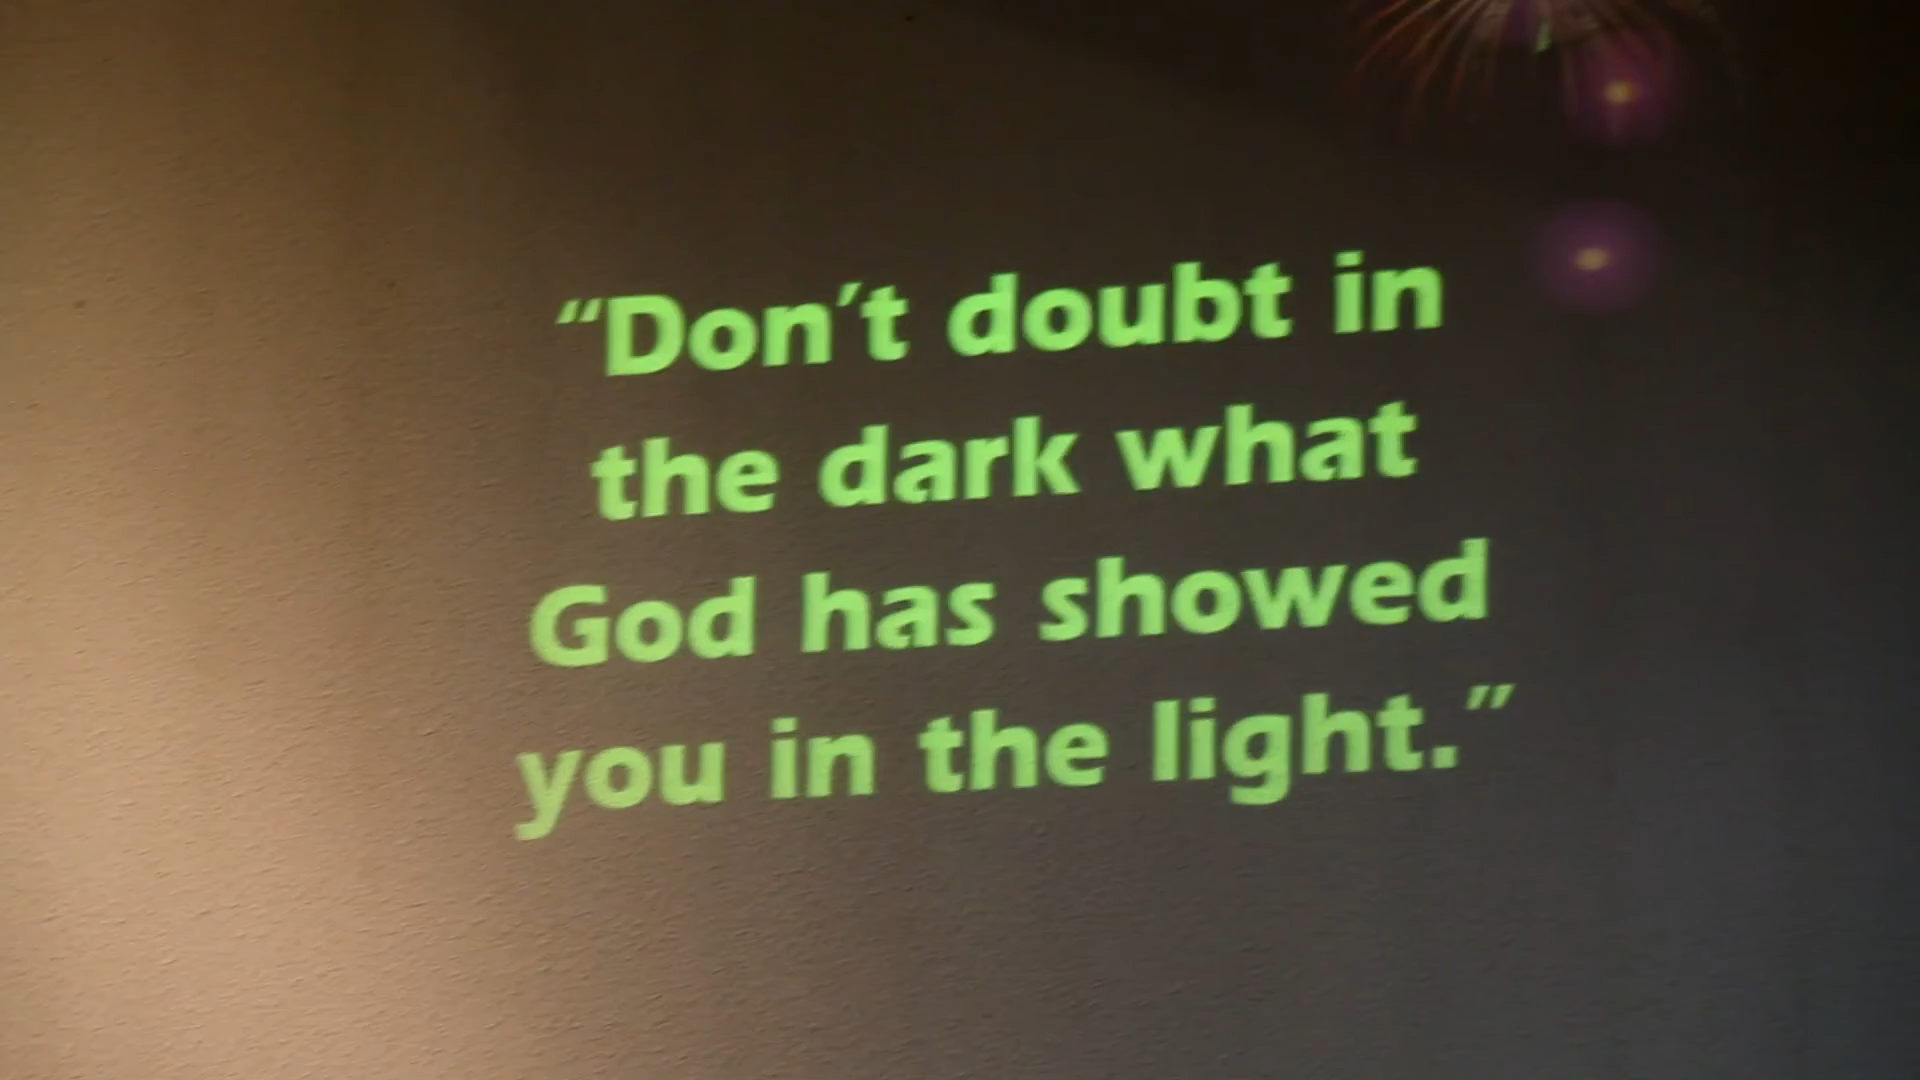 “Don’t doubt in
the dark what
God has showed
you in the light.”